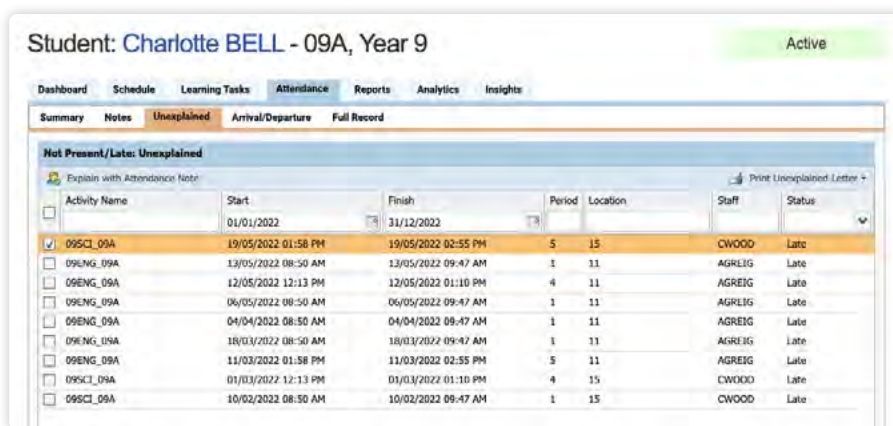 Student: Charlotte BELL - 09A, Year 9 Active
Dashboard Schedule Learning Tasks Attendance Reports Analytics Insights
Summary Notes Unexplained Arrival/Departure Full Record
Not Present/Late: Unexplained
Explain with Attendance Note Print Unexplained Letter
Activity Name Start Finish Period Location Staff Status
01/01/2022 31/12/2022
09SCI_09A 19/05/2022 01:58 PM 19/05/2022 02:55 PM 5 15 CWOOD Late
09ENG_09A 13/05/2022 08:50 AM 13/05/2022 09:47 AM 1 11 AGREIG Late
09ENG_09A 12/05/2022 12:13 PM 12/05/2022 01:10 PM 4 11 AGREIG Late
09ENG_09A 06/05/2022 08:50 AM 06/05/2022 09:47 AM 1 11 AGREIG Late
09ENG_09A 04/04/2022 08:50 AM 04/04/2022 09:47 AM 1 11 AGREIG Late
09ENG_09A 18/03/2022 08:50 AM 18/03/2022 09:47 AM 1 11 AGREIG Late
09ENG_09A 11/03/2022 01:58 PM 11/03/2022 02:55 PM 5 11 AGREIG Late
09SCI_09A 01/03/2022 12:13 PM 01/03/2022 01:10 PM 4 15 CWOOD Late
09SCI_09A 10/02/2022 08:50 AM 10/02/2022 09:47 AM 1 15 CWOOD Late